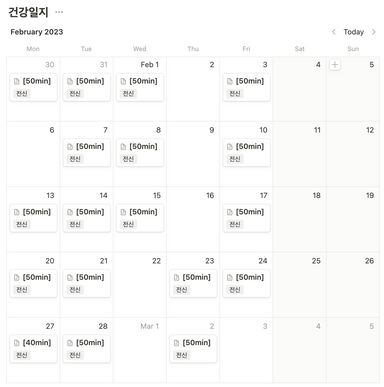 건강일지 ...
February 2023
Today
Mon Tue Wed Thu Fri Sat Sun
30 31 Feb 1 2 3 4 5
[50min] [50min] [50min] [50min]
전신 전신 전신 전신
6 7 8 9 10 11 12
[50min] [50min] [50min]
전신 전신 전신
13 14 15 16 17 18 19
[50min] [50min] [50min] [50min]
전신 전신 전신 전신
20 21 22 23 24 25 26
[50min] [50min] [50min] [50min]
전신 전신 전신 전신
27 28 Mar 1 2 3 4 5
[40min] [50min] [50min]
전신 전신 전신